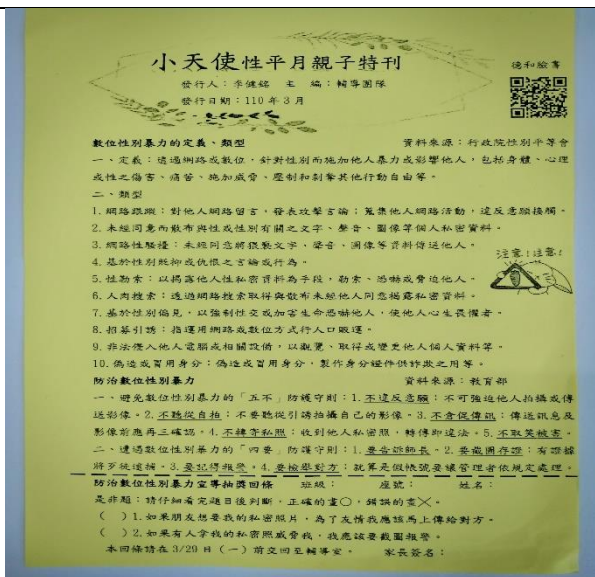 小天使性平月親子特刊
德和臉書
發行人：李健銘 主 編：輔導團隊
發行日期：110年3月
數位性別暴力的定義、類型 資料來源：行政院性別平等會
一、定義：透過網路或數位，針對性別而施加他人暴力或影響他人，包括身體、心理
或性之傷害、痛苦、施加威脅、壓制和剝奪其他行動自由等。
二、類型
1.網路跟蹤：對他人網路留言，發表攻擊言論；蒐集他人網路活動，違反意願接觸。
2.未經同意而散布與性或性別有關之文字、聲音、圖像等個人私密資料。
3.網路性騷擾：未經同意將猥褻文字、聲音、圖像等資料傳送他人。
注意！注意！
4.基於性別貶抑或仇恨之言論或行為。
5.性勒索：以揭露他人性私密資料為手段，勒索、恐嚇或脅迫他人。
6.人肉搜索：透過網路搜索取得與散布未經他人同意揭露私密資料。
7.基於性別偏見，以強制性交或加害生命恐嚇他人，使他人心生畏懼者。
8.招募引誘：指運用網路或數位方式行人口販運。
9.非法侵入他人電腦或相關設備，以觀覽、取得或變更他人個人資料等。
10.偽造或冒用身分：偽造或冒用身分，製作身分證件供詐欺之用等。
防治數位性別暴力 資料來源：教育部
一、避免數位性別暴力的「五不」防護守則：1.不違反意願：不可強迫他人拍攝或傳
送影像。2.不聽從自拍：不要聽從引誘拍攝自己的影像。3.不倉促傳訊：傳送訊息及
影像前應再三確認。4.不轉寄私照：收到他人私密照，轉傳即違法。5.不取笑被害。
二、遭遇數位性別暴力的「四要」防護守則：1.要告訴師長。2.要截圖存證：有證據
將歹徒逮捕。3.要記得報警。4.要檢舉對方：就算是假帳號要讓管理者依規定處理。
防治數位性別暴力宣導抽獎回條 班級： 座號： 姓名：
是非題：請仔細看完題目後判斷，正確的畫○，錯誤的畫╳。
（ ）1.如果朋友想要我的私密照片，為了友情我應該馬上傳給對方。
（ ）2.如果有人拿我的私密照威脅我，我應該要截圖報警。
本回條請在3/29日（一）前交回至輔導室。 家長簽名：